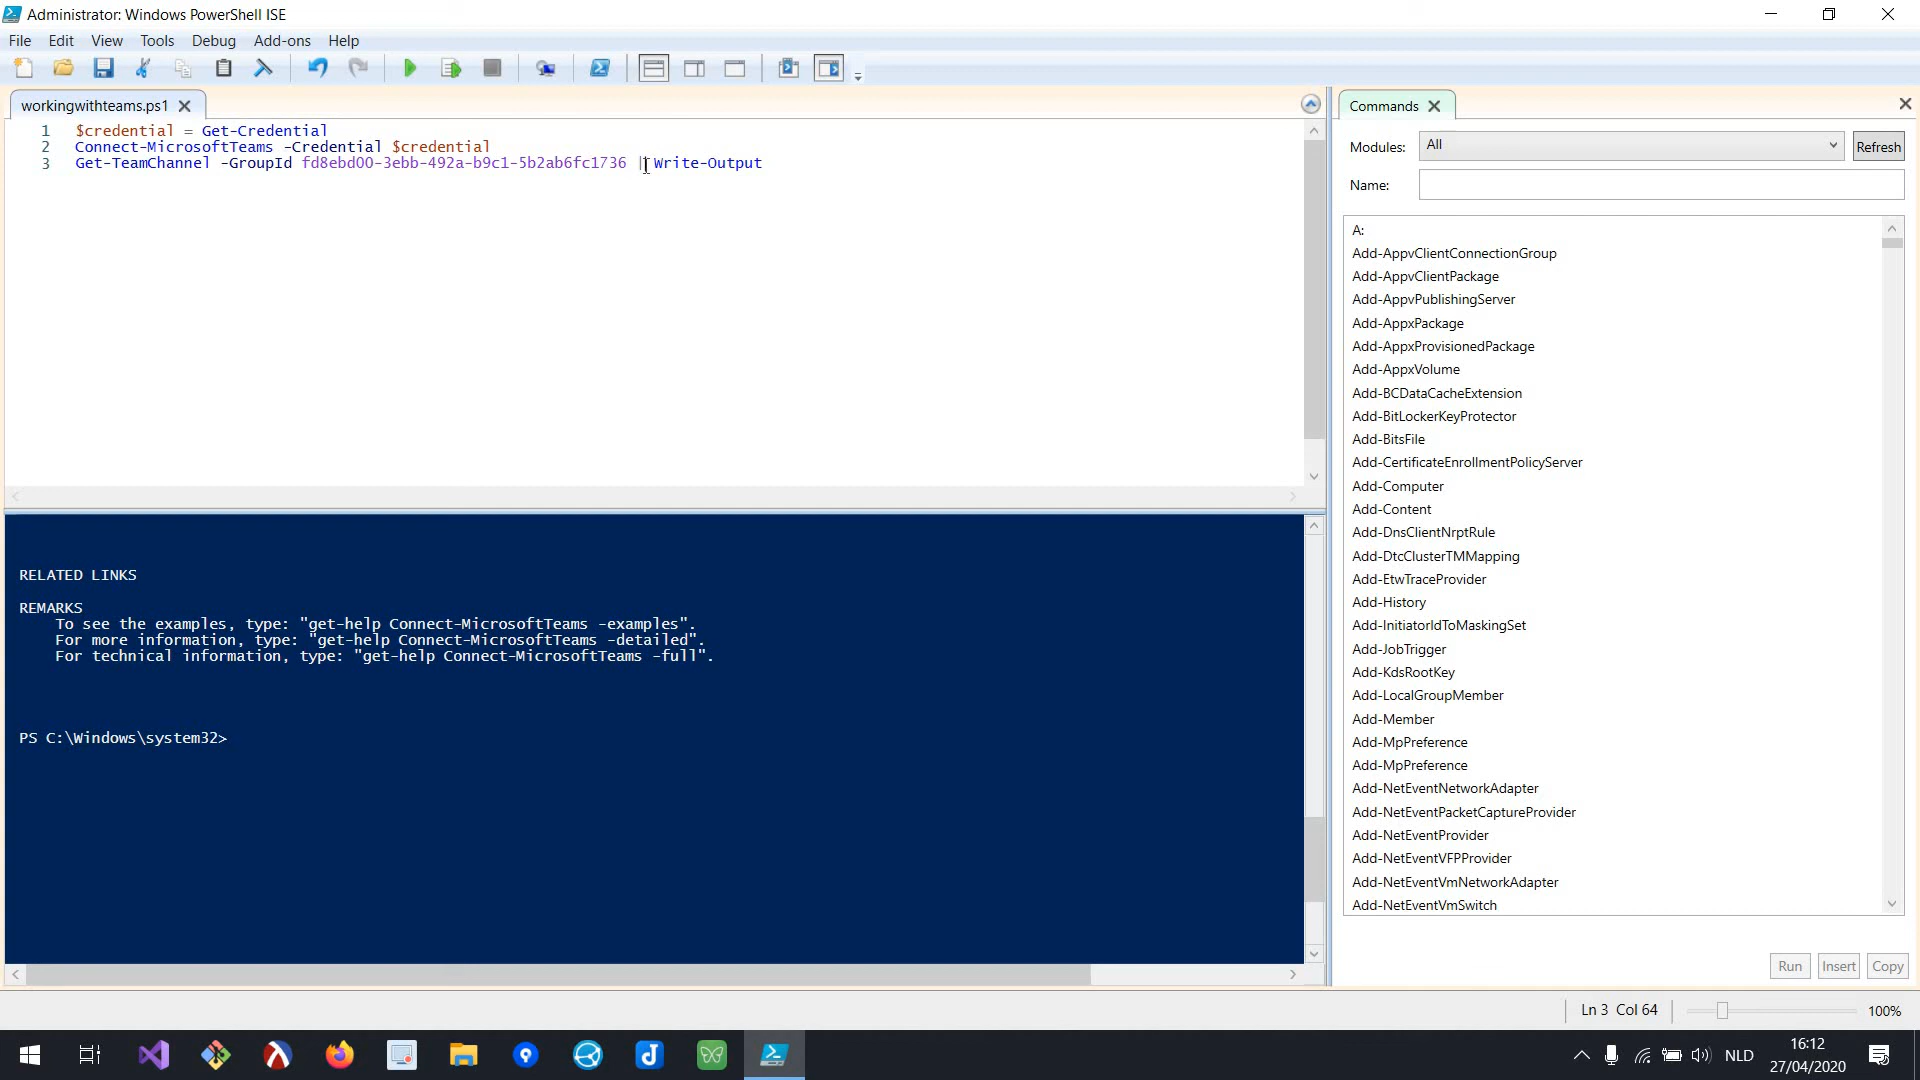 Administrator: Windows PowerShell ISE
File Edit View Tools Debug Add-ons Help
workingwithteams.ps1
1 $credential = Get-Credential
2 Connect-MicrosoftTeams -Credential $credential
3 Get-TeamChannel -GroupId fd8ebd00-3ebb-492a-b9c1-5b2ab6fc1736 | Write-Output
RELATED LINKS
REMARKS
To see the examples, type: "get-help Connect-MicrosoftTeams -examples".
For more information, type: "get-help Connect-MicrosoftTeams -detailed".
For technical information, type: "get-help Connect-MicrosoftTeams -full".
PS C:\Windows\system32>
Commands
Modules: All Refresh
Name:
A:
Add-AppvClientConnectionGroup
Add-AppvClientPackage
Add-AppvPublishingServer
Add-AppxPackage
Add-AppxProvisionedPackage
Add-AppxVolume
Add-BCDataCacheExtension
Add-BitLockerKeyProtector
Add-BitsFile
Add-CertificateEnrollmentPolicyServer
Add-Computer
Add-Content
Add-DnsClientNrptRule
Add-DtcClusterTMMapping
Add-EtwTraceProvider
Add-History
Add-InitiatorIdToMaskingSet
Add-JobTrigger
Add-KdsRootKey
Add-LocalGroupMember
Add-Member
Add-MpPreference
Add-MpPreference
Add-NetEventNetworkAdapter
Add-NetEventPacketCaptureProvider
Add-NetEventProvider
Add-NetEventVFPProvider
Add-NetEventVmNetworkAdapter
Add-NetEventVmSwitch
Run Insert Copy
Ln 3 Col 64 100%
NLD
16:12
27/04/2020